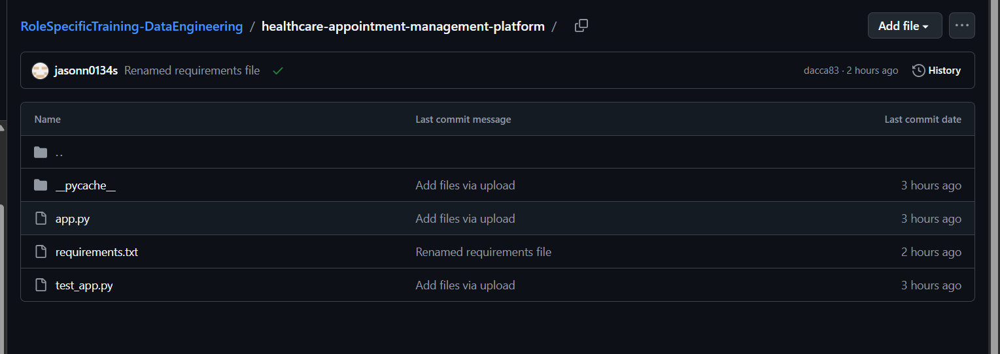 RoleSpecificTraining-DataEngineering / healthcare-appointment-management-platform / Add file ...
jasonn0134s Renamed requirements file dacca83 · 2 hours ago History
Name Last commit message Last commit date
..
__pycache__ Add files via upload 3 hours ago
app.py Add files via upload 3 hours ago
requirements.txt Renamed requirements file 2 hours ago
test_app.py Add files via upload 3 hours ago